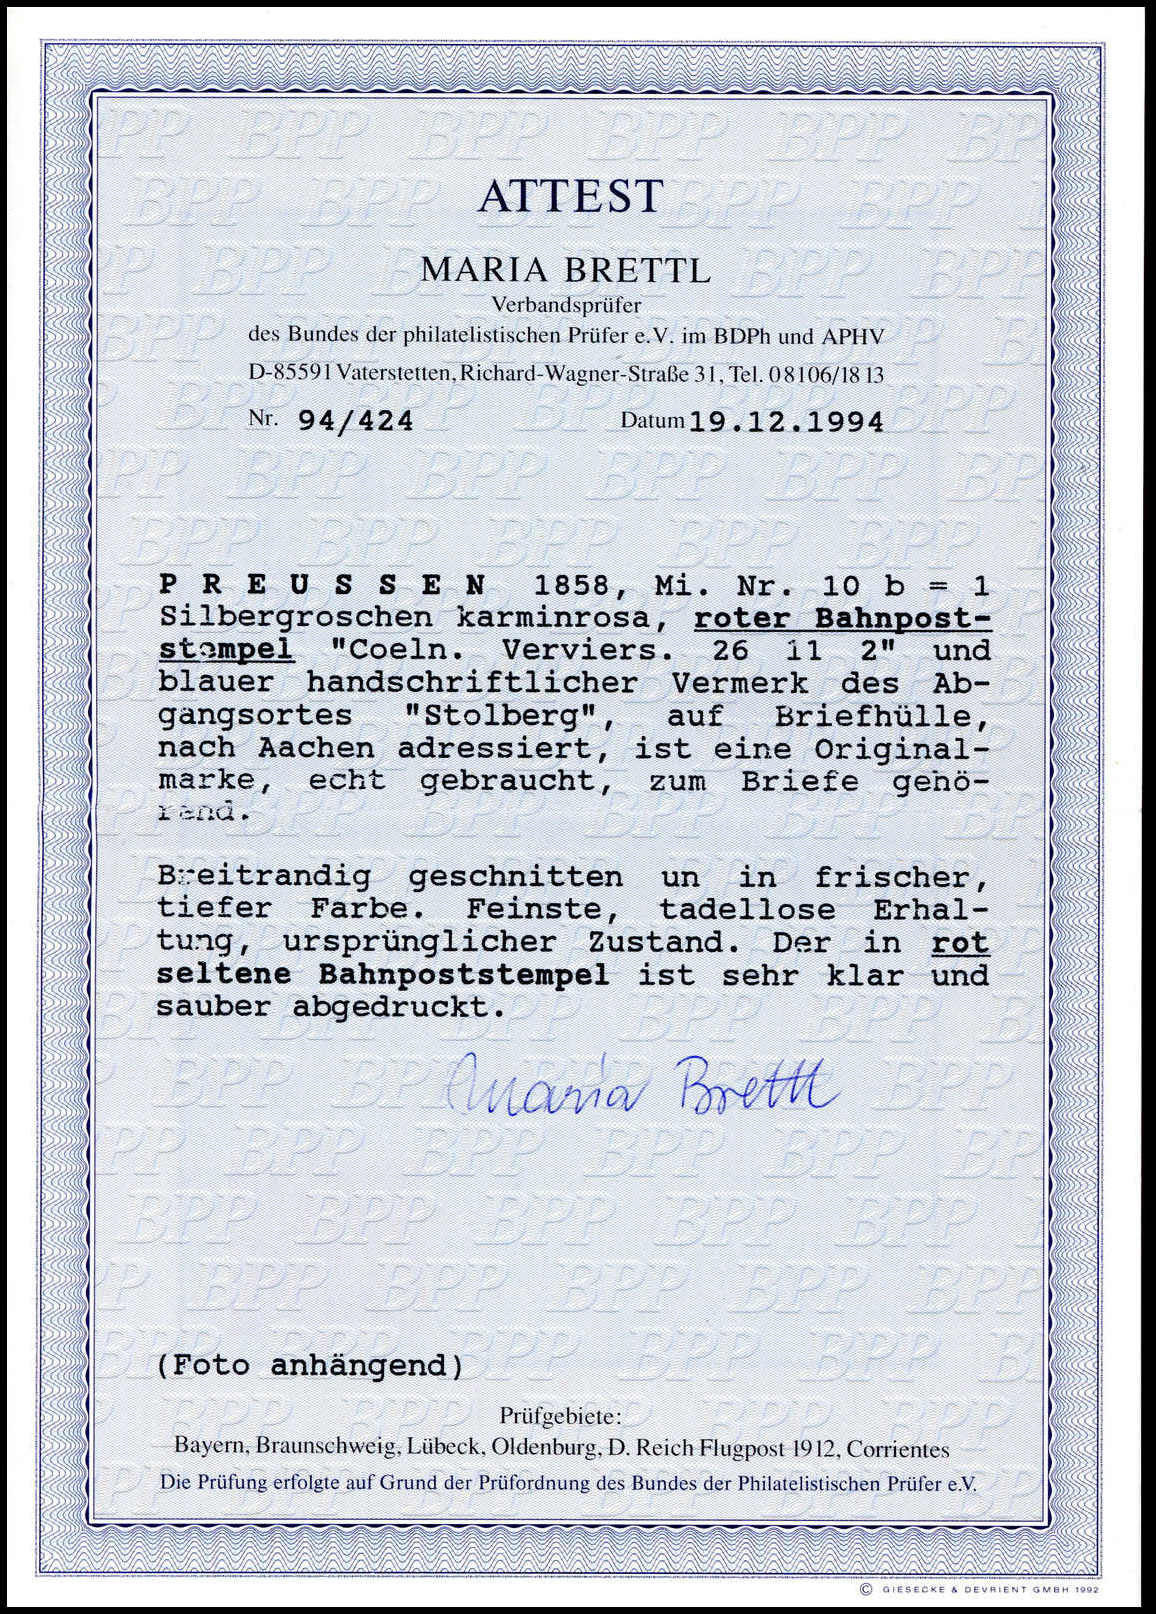 ATTEST
MARIA BRETTL
Verbandsprüfer
des Bundes der philatelistischen Prüfer e.V. im BDPh und APHV
D-85591 Vaterstetten, Richard-Wagner-Straße 31, Tel. 08106/1813
Nr. 94/424 Datum 19.12.1994
P R E U S S E N 1858, Mi. Nr. 10 b = 1
Silbergroschen karminrosa, roter Bahnpost-
stempel "Coeln. Verviers. 26 11 2" und
blauer handschriftlicher Vermerk des Ab-
gangsortes "Stolberg", auf Briefhülle,
nach Aachen adressiert, ist eine Original-
marke, echt gebraucht, zum Briefe gehö-
rend.
Breitrandig geschnitten un in frischer,
tiefer Farbe. Feinste, tadellose Erhal-
tung, ursprünglicher Zustand. Der in rot
seltene Bahnpoststempel ist sehr klar und
sauber abgedruckt.
Maria Brettl
(Foto anhängend)
Prüfgebiete:
Bayern, Braunschweig, Lübeck, Oldenburg, D. Reich Flugpost 1912, Corrientes
Die Prüfung erfolgte auf Grund der Prüfordnung des Bundes der Philatelistischen Prüfer e.V.
© GIESECKE & DEVRIENT GMBH 1992